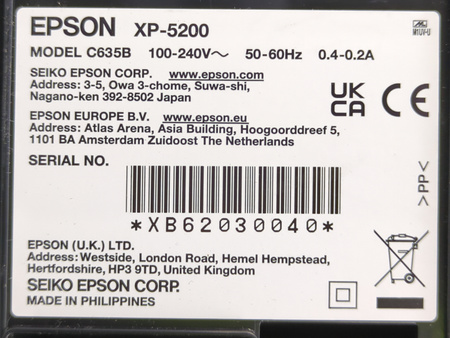 EPSON XP-5200
MODEL C635B 100-240V～ 50-60Hz 0.4-0.2A
SEIKO EPSON CORP. www.epson.com
Address: 3-5, Owa 3-chome, Suwa-shi,
Nagano-ken 392-8502 Japan
UK
CA
CE
EPSON EUROPE B.V. www.epson.eu
Address: Atlas Arena, Asia Building, Hoogoorddreef 5,
1101 BA Amsterdam Zuidoost The Netherlands
SERIAL NO.
*XB62030040*
>PP<
EPSON (U.K.) LTD.
Address: Westside, London Road, Hemel Hempstead,
Hertfordshire, HP3 9TD, United Kingdom
SEIKO EPSON CORP.
MADE IN PHILIPPINES